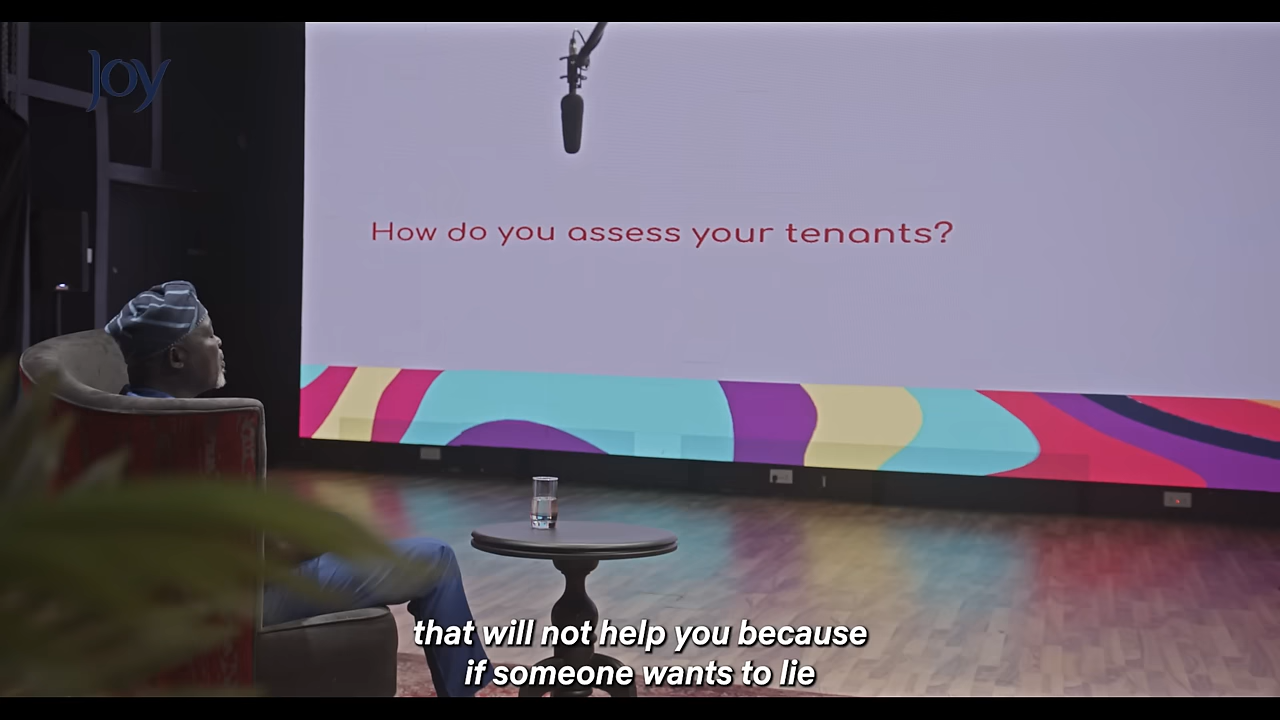 Joy
How do you assess your tenants?
that will not help you because
if someone wants to lie